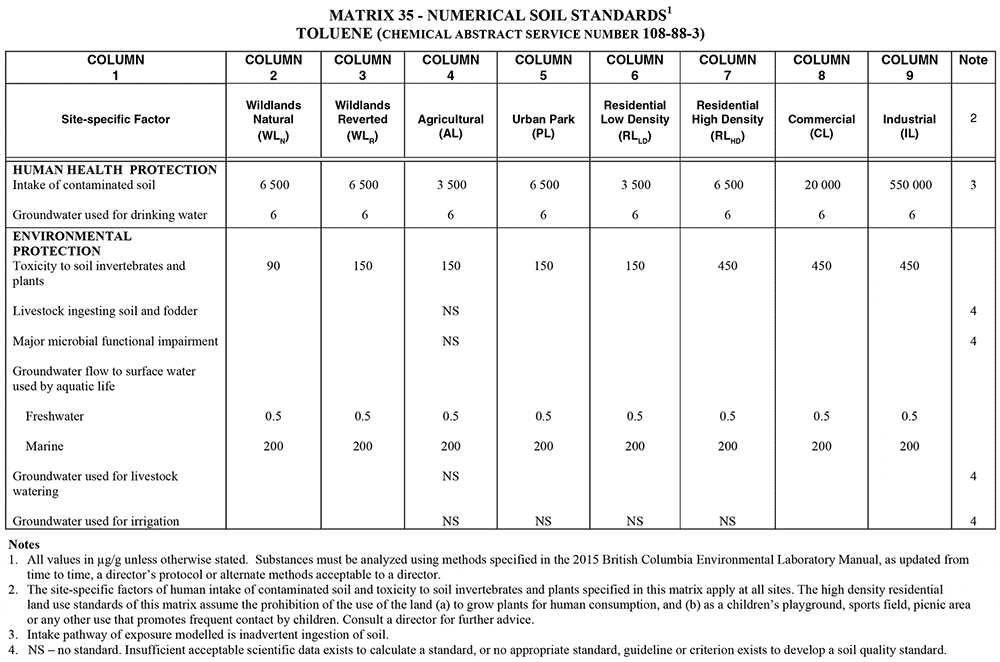 MATRIX 35 - NUMERICAL SOIL STANDARDS¹
TOLUENE (CHEMICAL ABSTRACT SERVICE NUMBER 108-88-3)
COLUMN 1 COLUMN 2 COLUMN 3 COLUMN 4 COLUMN 5 COLUMN 6 COLUMN 7 COLUMN 8 COLUMN 9 Note
Site-specific Factor Wildlands Natural (WLN) Wildlands Reverted (WLR) Agricultural (AL) Urban Park (PL) Residential Low Density (RLLD) Residential High Density (RLHD) Commercial (CL) Industrial (IL) 2
HUMAN HEALTH PROTECTION
Intake of contaminated soil 6 500 6 500 3 500 6 500 3 500 6 500 20 000 550 000 3
Groundwater used for drinking water 6 6 6 6 6 6 6 6
ENVIRONMENTAL
PROTECTION
Toxicity to soil invertebrates and 90 150 150 150 150 450 450 450
plants
Livestock ingesting soil and fodder NS 4
Major microbial functional impairment NS 4
Groundwater flow to surface water
used by aquatic life
Freshwater 0.5 0.5 0.5 0.5 0.5 0.5 0.5 0.5
Marine 200 200 200 200 200 200 200 200
Groundwater used for livestock NS 4
watering
Groundwater used for irrigation NS NS NS NS 4
Notes
1. All values in µg/g unless otherwise stated. Substances must be analyzed using methods specified in the 2015 British Columbia Environmental Laboratory Manual, as updated from
time to time, a director's protocol or alternate methods acceptable to a director.
2. The site-specific factors of human intake of contaminated soil and toxicity to soil invertebrates and plants specified in this matrix apply at all sites. The high density residential
land use standards of this matrix assume the prohibition of the use of the land (a) to grow plants for human consumption, and (b) as a children's playground, sports field, picnic area
or any other use that promotes frequent contact by children. Consult a director for further advice.
3. Intake pathway of exposure modelled is inadvertent ingestion of soil.
4. NS – no standard. Insufficient acceptable scientific data exists to calculate a standard, or no appropriate standard, guideline or criterion exists to develop a soil quality standard.